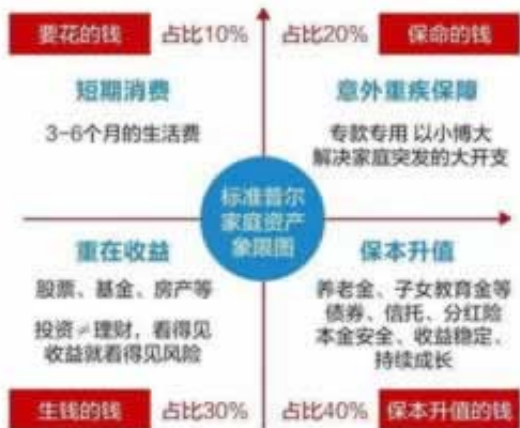 要花的钱 占比10%
占比20% 保命的钱
短期消费
3-6个月的生活费
意外重疾保障
专款专用 以小博大
解决家庭突发的大开支
标准普尔
家庭资产
象限图
重在收益
股票、基金、房产等
投资≠理财，看得见
收益就看得见风险
保本升值
养老金、子女教育金等
债券、信托、分红险
本金安全、收益稳定、
持续成长
生钱的钱 占比30%
占比40% 保本升值的钱